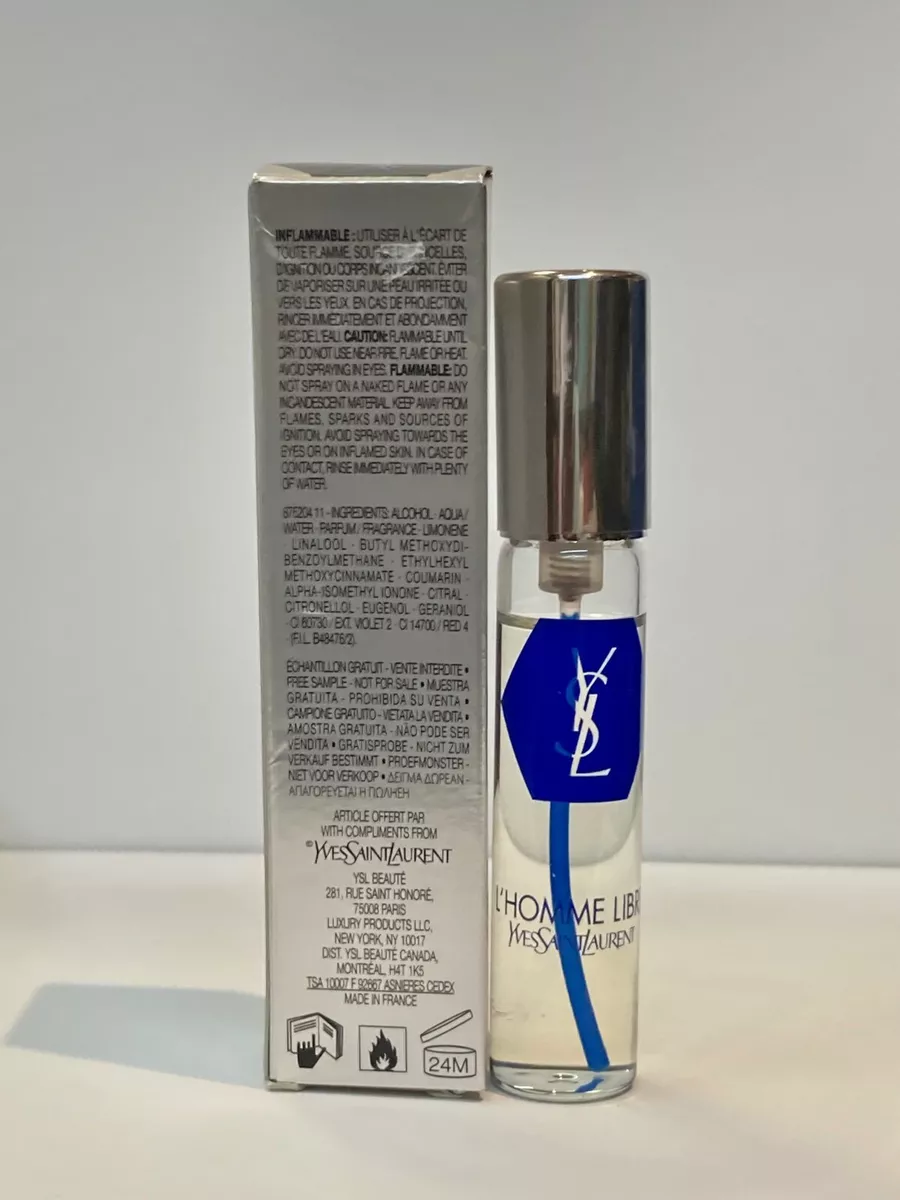 INFLAMMABLE : UTILISER À L'ÉCART DE
TOUTE FLAMME, SOURCE D'ÉTINCELLES,
D'IGNITION OU CORPS INCANDESCENT. ÉVITER
DE VAPORISER SUR UNE PEAU IRRITÉE OU
VERS LES YEUX. EN CAS DE PROJECTION,
RINCER IMMÉDIATEMENT ET ABONDAMMENT
AVEC DE L'EAU. CAUTION: FLAMMABLE UNTIL
DRY. DO NOT USE NEAR FIRE, FLAME OR HEAT.
AVOID SPRAYING IN EYES. FLAMMABLE: DO
NOT SPRAY ON A NAKED FLAME OR ANY
INCANDESCENT MATERIAL. KEEP AWAY FROM
FLAMES, SPARKS AND SOURCES OF
IGNITION. AVOID SPRAYING TOWARDS THE
EYES OR ON INFLAMED SKIN. IN CASE OF
CONTACT, RINSE IMMEDIATELY WITH PLENTY
OF WATER.
676204 11 - INGREDIENTS: ALCOHOL · AQUA /
WATER · PARFUM / FRAGRANCE · LIMONENE
· LINALOOL · BUTYL METHOXYDI-
BENZOYLMETHANE · ETHYLHEXYL
METHOXYCINNAMATE · COUMARIN ·
ALPHA-ISOMETHYL IONONE · CITRAL ·
CITRONELLOL · EUGENOL · GERANIOL
· CI 60730 / EXT. VIOLET 2 · CI 14700 / RED 4
· (F.I.L. B48476/2).
ÉCHANTILLON GRATUIT - VENTE INTERDITE •
FREE SAMPLE - NOT FOR SALE • MUESTRA
GRATUITA - PROHIBIDA SU VENTA •
CAMPIONE GRATUITO - VIETATA LA VENDITA •
AMOSTRA GRATUITA - NÃO PODE SER
VENDITA • GRATISPROBE - NICHT ZUM
VERKAUF BESTIMMT • PROEFMONSTER -
NIET VOOR VERKOOP • ΔΕΙΓΜΑ ΔΩΡΕΑΝ -
ΑΠΑΓΟΡΕΥΕΤΑΙ Η ΠΩΛΗΣΗ
ARTICLE OFFERT PAR
WITH COMPLIMENTS FROM
©YVESSAINTLAURENT
YSL BEAUTÉ
281, RUE SAINT HONORÉ,
75008 PARIS
LUXURY PRODUCTS LLC,
NEW YORK, NY 10017
DIST. YSL BEAUTÉ CANADA,
MONTRÉAL, H4T 1K5
TSA 10007 F 92667 ASNIERES CEDEX
MADE IN FRANCE
24M
YSL
L'HOMME LIBR
YVESSAINTLAURENT